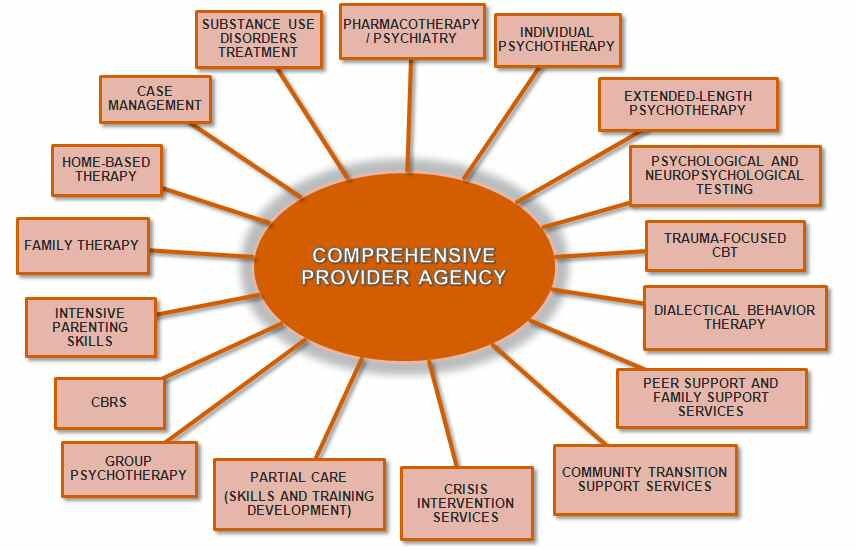 SUBSTANCE USE
DISORDERS
TREATMENT
PHARMACOTHERAPY
/ PSYCHIATRY
INDIVIDUAL
PSYCHOTHERAPY
EXTENDED-LENGTH
PSYCHOTHERAPY
PSYCHOLOGICAL AND
NEUROPSYCHOLOGICAL
TESTING
TRAUMA-FOCUSED
CBT
DIALECTICAL BEHAVIOR
THERAPY
PEER SUPPORT AND
FAMILY SUPPORT
SERVICES
COMMUNITY TRANSITION
SUPPORT SERVICES
CRISIS
INTERVENTION
SERVICES
PARTIAL CARE
(SKILLS AND TRAINING
DEVELOPMENT)
GROUP
PSYCHOTHERAPY
CBRS
INTENSIVE
PARENTING
SKILLS
FAMILY THERAPY
HOME-BASED
THERAPY
CASE
MANAGEMENT
COMPREHENSIVE
PROVIDER AGENCY